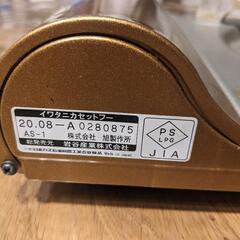 イワタニカセットフー
20.08-A0280875
AS-1 株式会社 旭製作所
総発売元 岩谷産業株式会社
PS
LPG
JIA